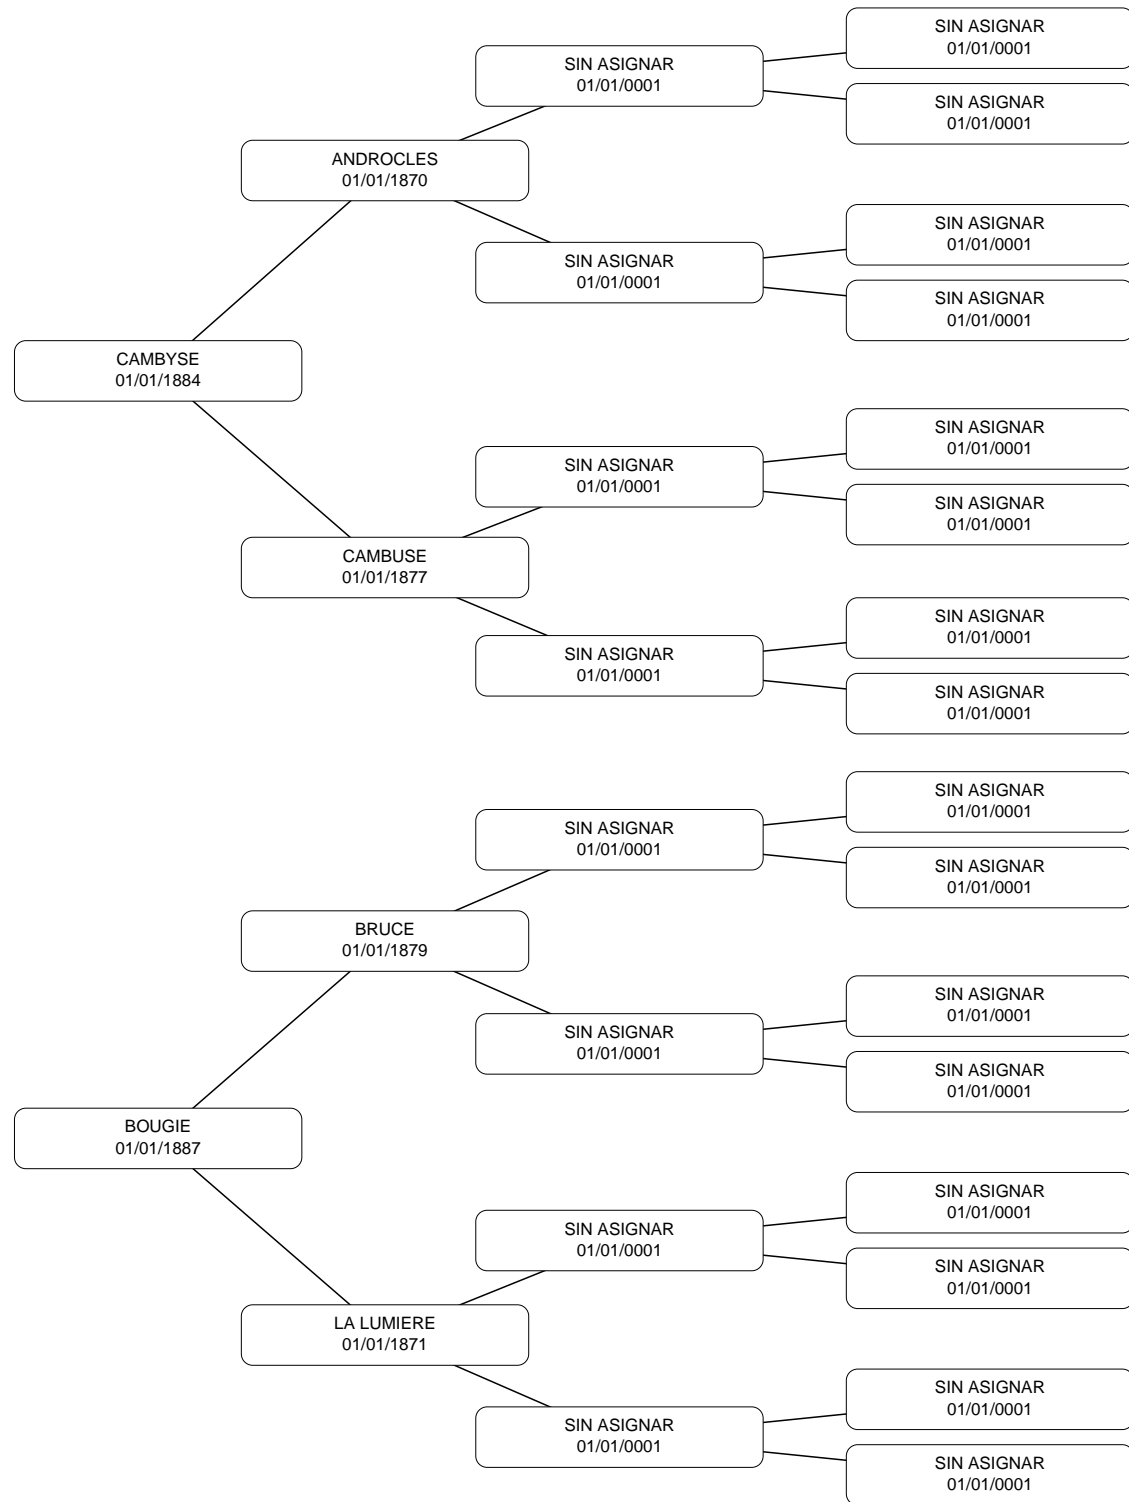 SIN ASIGNAR
01/01/0001
SIN ASIGNAR
01/01/0001
SIN ASIGNAR
01/01/0001
ANDROCLES
01/01/1870
SIN ASIGNAR
01/01/0001
SIN ASIGNAR
01/01/0001
SIN ASIGNAR
01/01/0001
CAMBYSE
01/01/1884
SIN ASIGNAR
01/01/0001
SIN ASIGNAR
01/01/0001
SIN ASIGNAR
01/01/0001
CAMBUSE
01/01/1877
SIN ASIGNAR
01/01/0001
SIN ASIGNAR
01/01/0001
SIN ASIGNAR
01/01/0001
SIN ASIGNAR
01/01/0001
SIN ASIGNAR
01/01/0001
SIN ASIGNAR
01/01/0001
BRUCE
01/01/1879
SIN ASIGNAR
01/01/0001
SIN ASIGNAR
01/01/0001
SIN ASIGNAR
01/01/0001
BOUGIE
01/01/1887
SIN ASIGNAR
01/01/0001
SIN ASIGNAR
01/01/0001
SIN ASIGNAR
01/01/0001
LA LUMIERE
01/01/1871
SIN ASIGNAR
01/01/0001
SIN ASIGNAR
01/01/0001
SIN ASIGNAR
01/01/0001